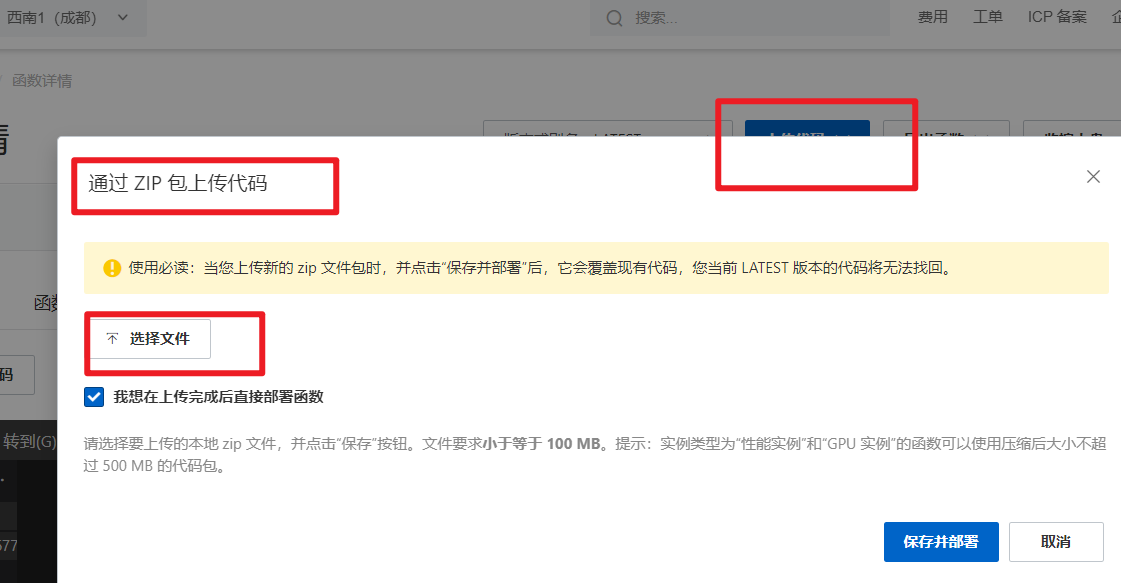 西南1（成都）
搜索...
费用 工单 ICP 备案
函数详情
情
通过 ZIP 包上传代码
使用必读：当您上传新的 zip 文件包时，并点击“保存并部署”后，它会覆盖现有代码，您当前 LATEST 版本的代码将无法找回。
选择文件
码
我想在上传完成后直接部署函数
转到(G)
请选择要上传的本地 zip 文件，并点击“保存”按钮。文件要求小于等于 100 MB。提示：实例类型为“性能实例”和“GPU 实例”的函数可以使用压缩后大小不超
过 500 MB 的代码包。
577
保存并部署 取消